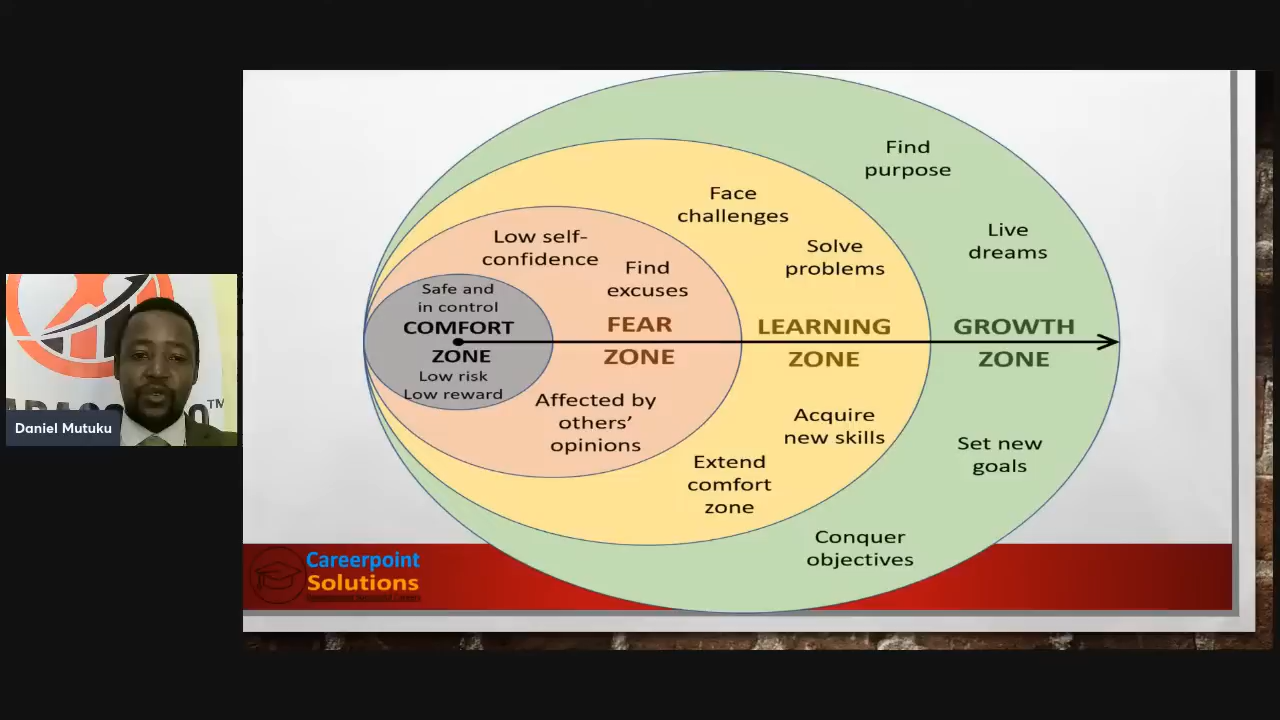 Find
purpose
Face
challenges
Live
dreams
Low self-
confidence
Solve
problems
Find
excuses
Safe and
in control
COMFORT
ZONE
Low risk
Low reward
FEAR
ZONE
LEARNING
ZONE
GROWTH
ZONE
Affected by
others’
opinions
Acquire
new skills
Extend
comfort
zone
Set new
goals
Conquer
objectives
Careerpoint
Solutions
TM
Daniel Mutuku